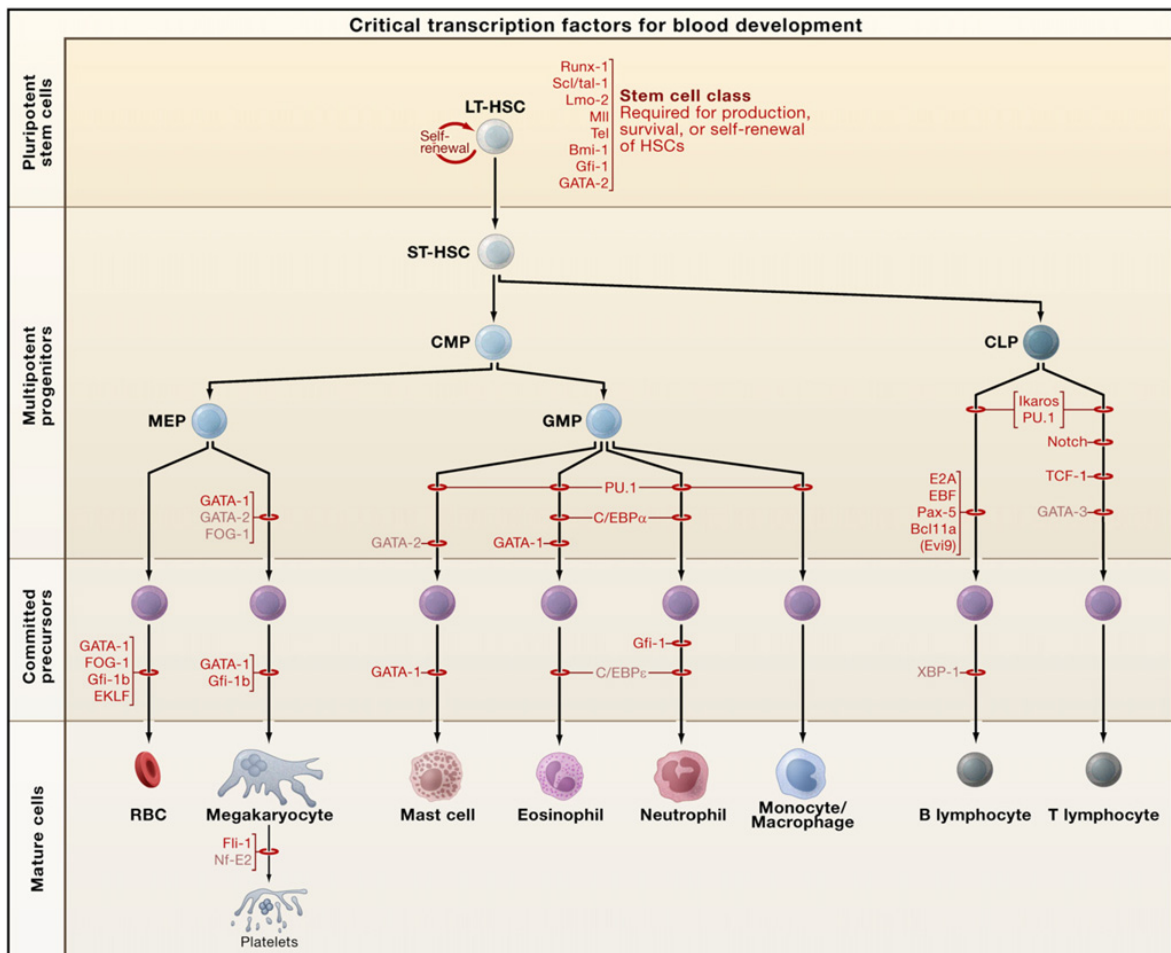 Critical transcription factors for blood development
Pluripotent
stem cells
LT-HSC
Self-
renewal
Runx-1
Scl/tal-1
Lmo-2
Mll
Tel
Bmi-1
Gfi-1
GATA-2
Stem cell class
Required for production,
survival, or self-renewal
of HSCs
Multipotent
progenitors
ST-HSC
CMP
CLP
MEP
GMP
Ikaros
PU.1
Notch
GATA-1
GATA-2
FOG-1
PU.1
C/EBPα
GATA-2
GATA-1
E2A
EBF
Pax-5
Bcl11a
(Evi9)
TCF-1
GATA-3
Committed
precursors
GATA-1
FOG-1
Gfi-1b
EKLF
GATA-1
Gfi-1b
GATA-1
Gfi-1
C/EBPε
XBP-1
Mature cells
RBC
Megakaryocyte
Mast cell
Eosinophil
Neutrophil
Monocyte/
Macrophage
B lymphocyte
T lymphocyte
Fli-1
Nf-E2
Platelets